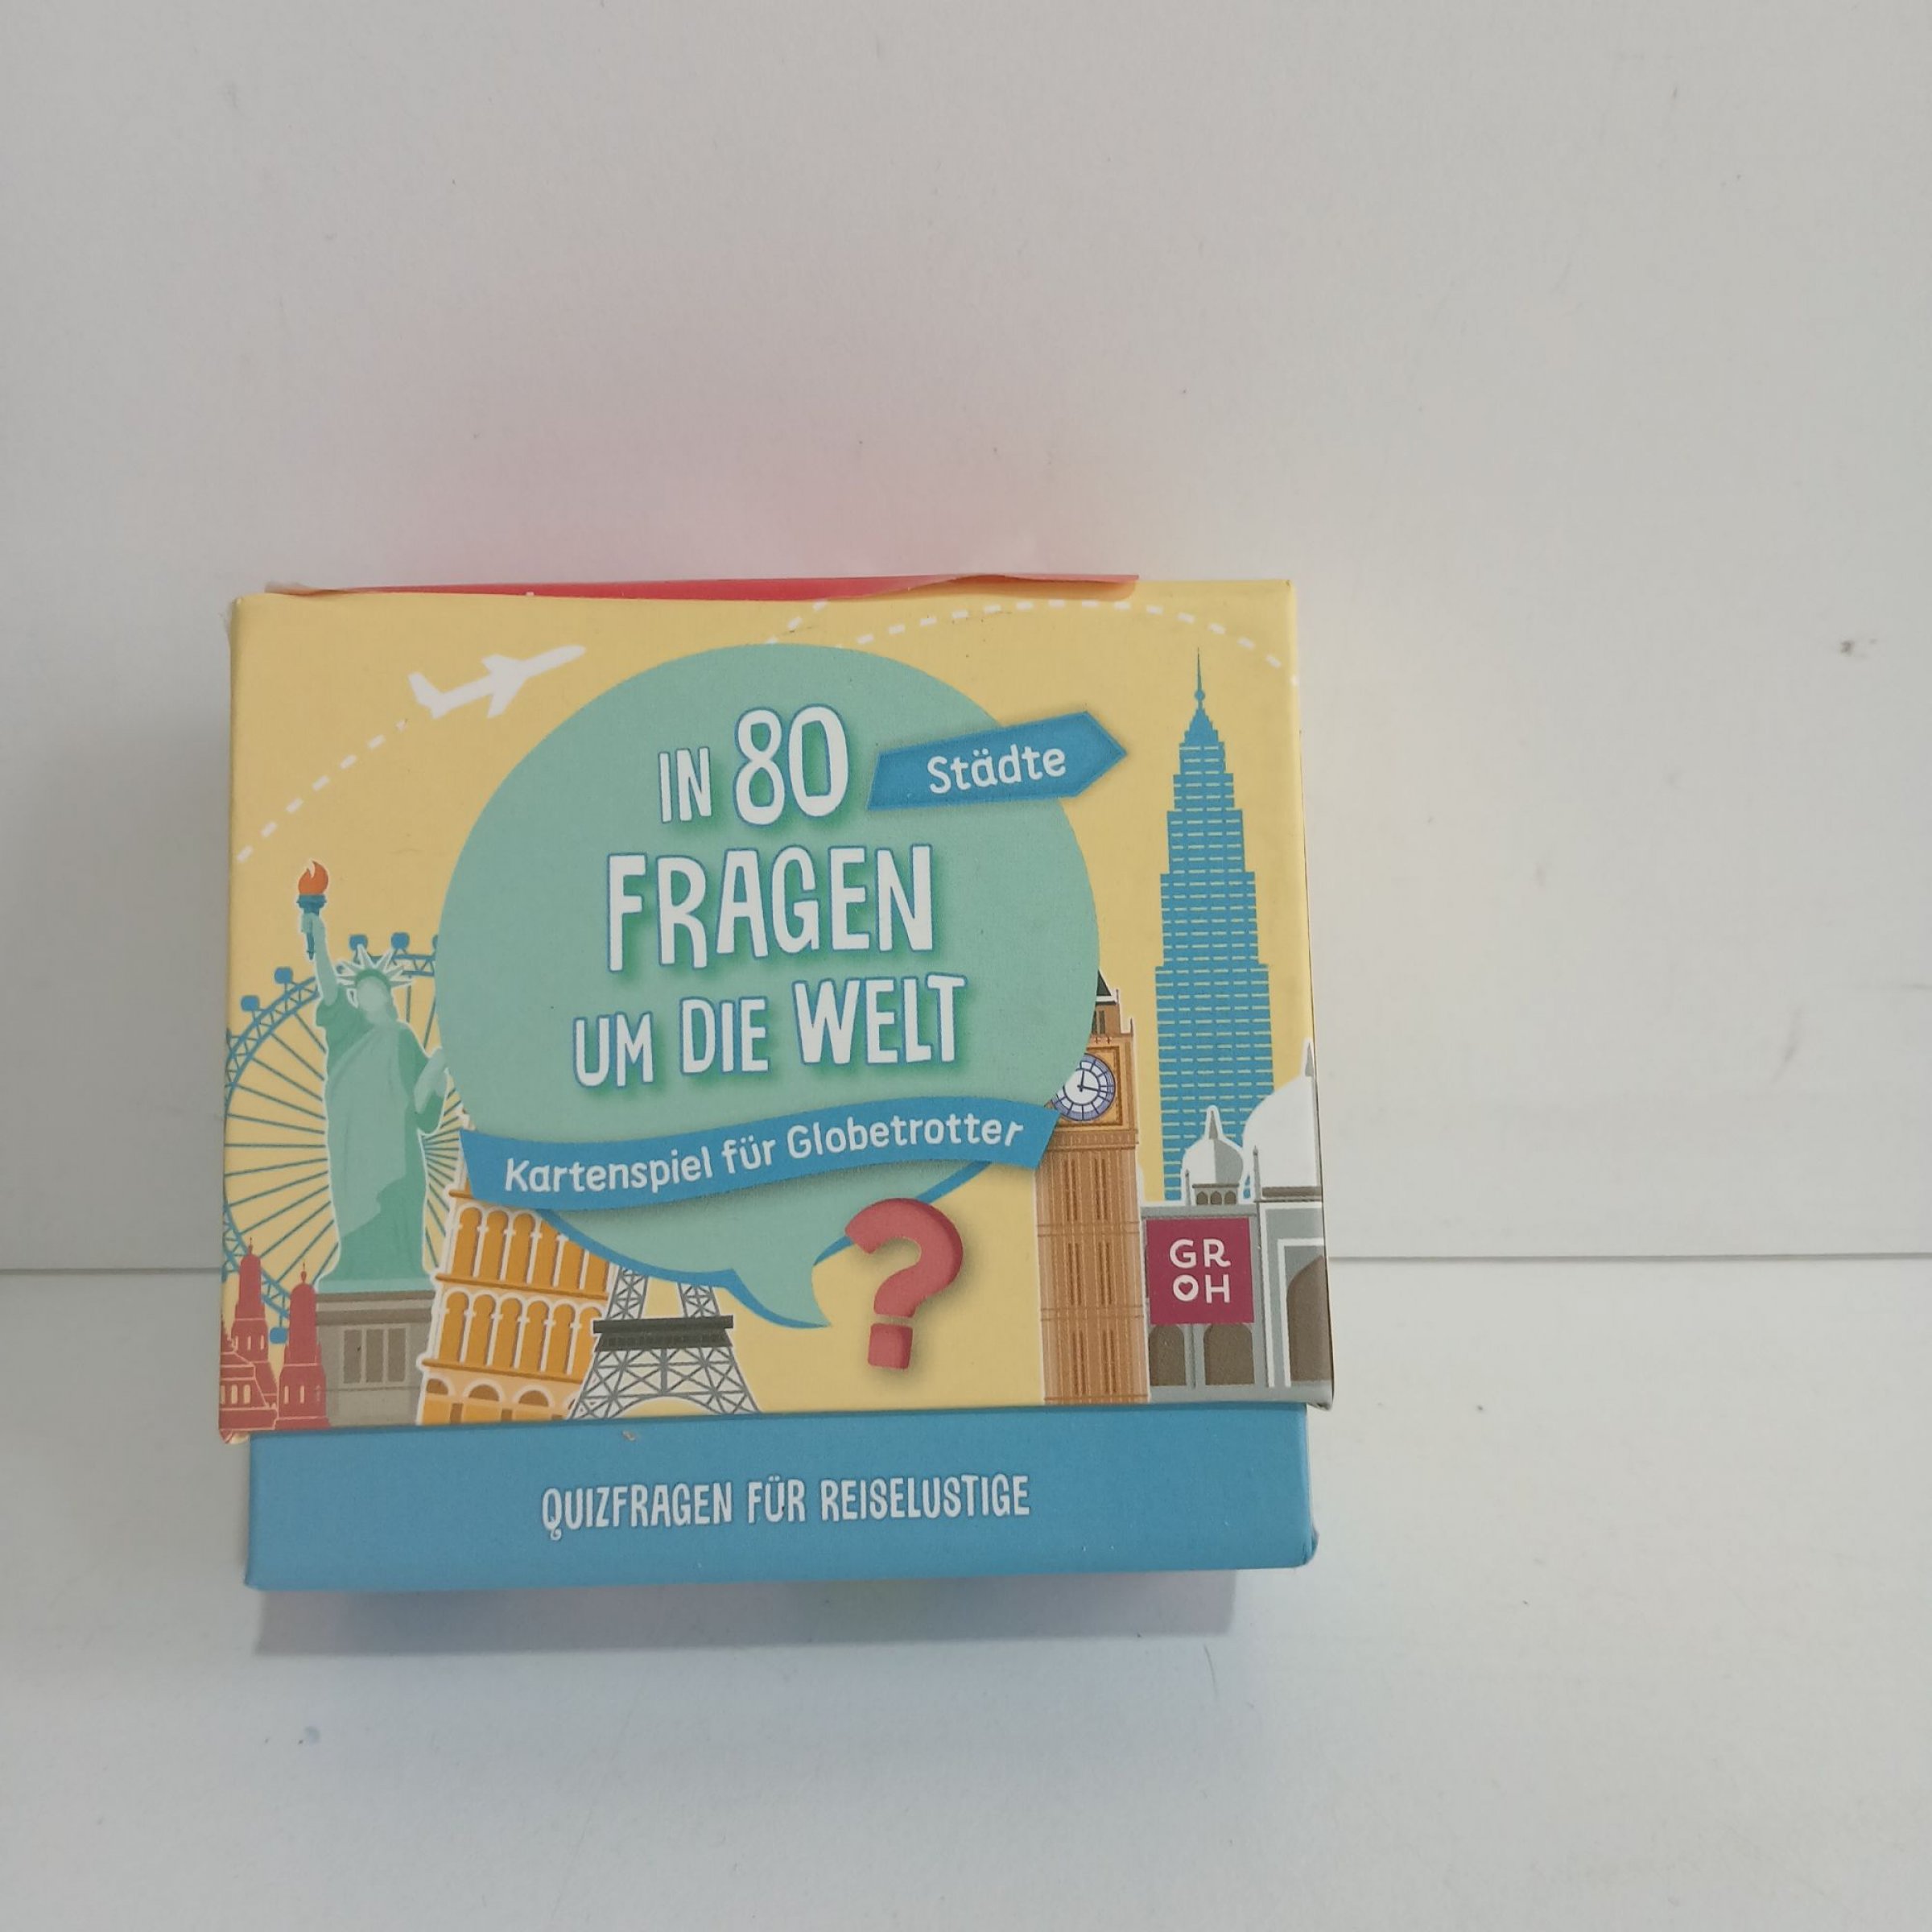 IN 80
Städte
FRAGEN
UM DIE WELT
Kartenspiel für Globetrotter
GR
OH
QUIZFRAGEN FÜR REISELUSTIGE